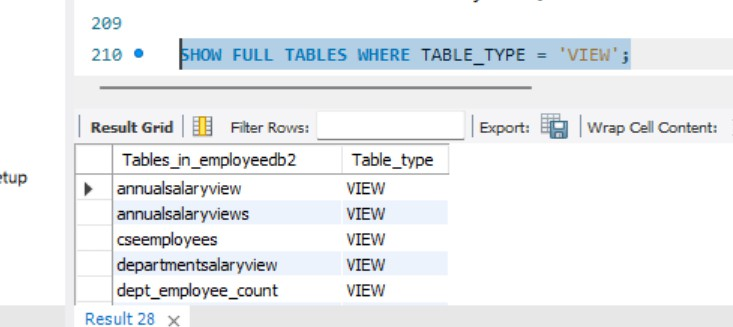 209
210 SHOW FULL TABLES WHERE TABLE_TYPE = 'VIEW';
Result Grid Filter Rows: Export: Wrap Cell Content:
Tables_in_employeedb2 Table_type
etup
annualsalaryview VIEW
annualsalaryviews VIEW
cseemployees VIEW
departmentsalaryview VIEW
dept_employee_count VIEW
Result 28 ×